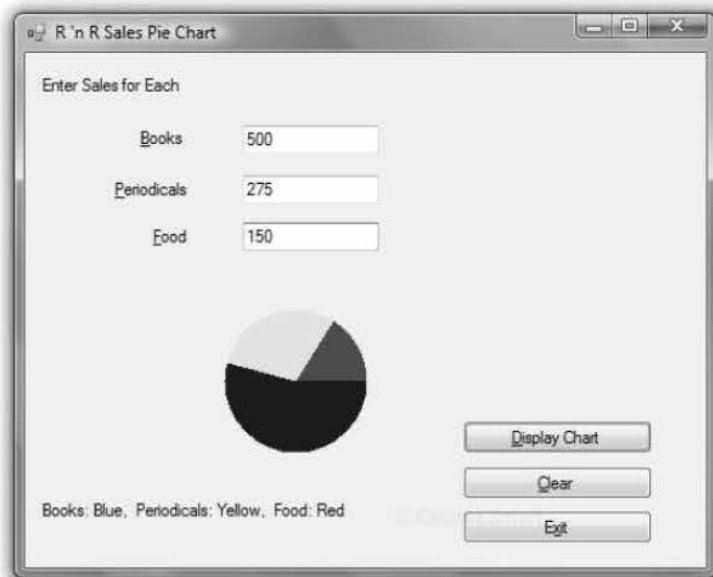 R 'n R Sales Pie Chart
Enter Sales for Each
Books 500
Periodicals 275
Food 150
Display Chart
Clear
Books: Blue, Periodicals: Yellow, Food: Red
Exit